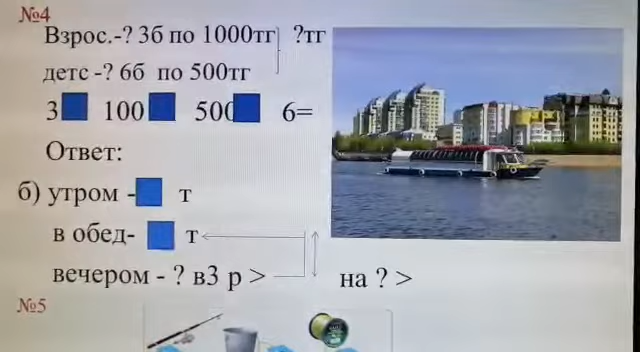 №4
Взрос.-? 3б по 1000тг ?тг
детс -? 6б по 500тг
3 100 500 6=
Ответ:
б) утром - т
в обед- т
вечером - ? в3 р > на ? >
№5